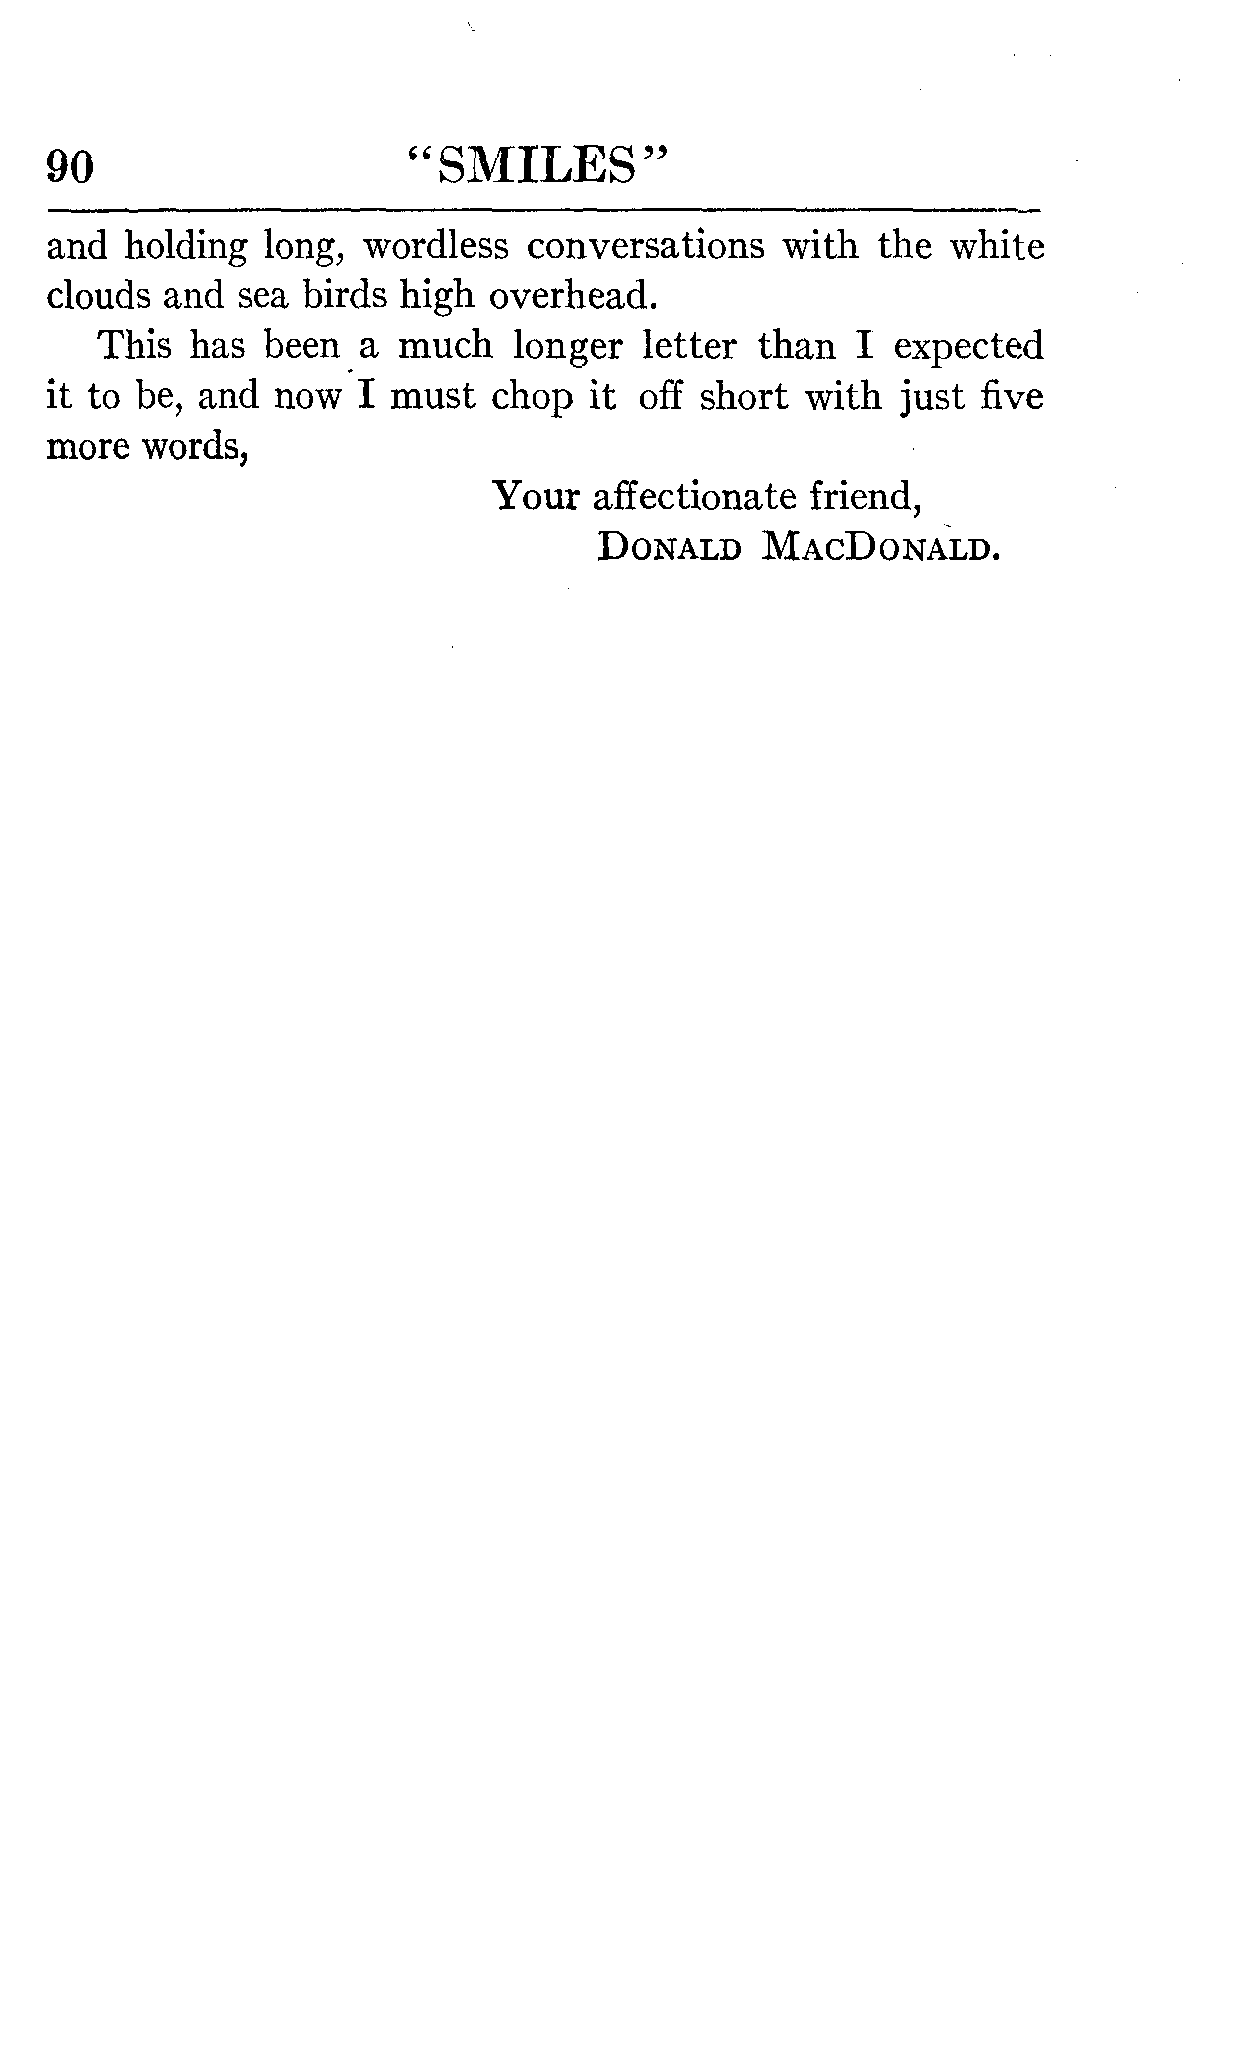 90 "SMILES"
and holding long, wordless conversations with the white
clouds and sea birds high overhead.
This has been a much longer letter than I expected
it to be, and now I must chop it off short with just five
more words,
Your affectionate friend,
DONALD MACDONALD.